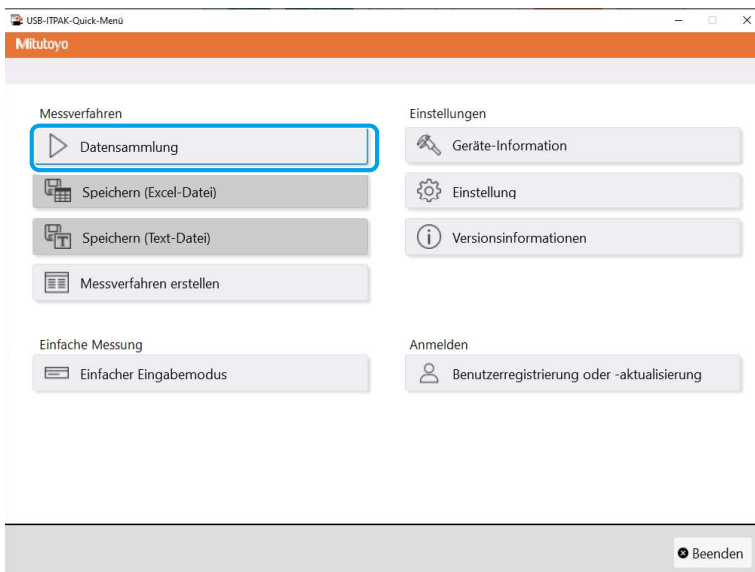 USB-ITPAK-Quick-Menü
Mitutoyo
Messverfahren
Datensammlung
Speichern (Excel-Datei)
Speichern (Text-Datei)
Messverfahren erstellen
Einfache Messung
Einfacher Eingabemodus
Einstellungen
Geräte-Information
Einstellung
Versionsinformationen
Anmelden
Benutzerregistrierung oder -aktualisierung
Beenden